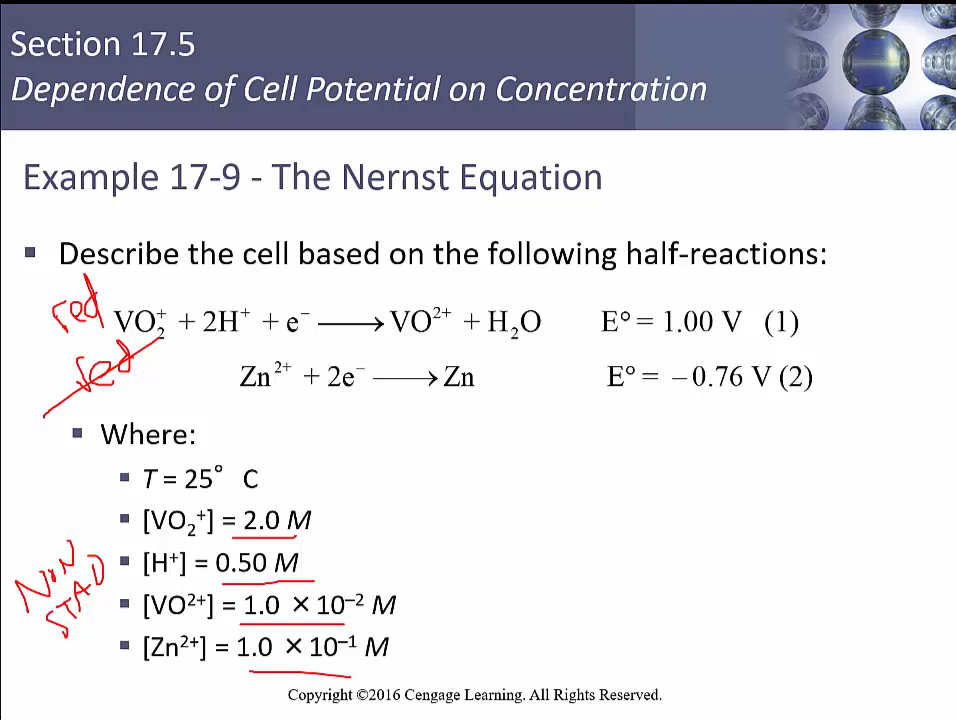 Section 17.5
Dependence of Cell Potential on Concentration
Example 17-9 - The Nernst Equation
▪ Describe the cell based on the following half-reactions:
red
VO₂⁺ + 2H⁺ + e⁻ ⟶ VO²⁺ + H₂O E° = 1.00 V (1)
red
Zn²⁺ + 2e⁻ ⟶ Zn E° = −0.76 V (2)
▪ Where:
▪ T = 25° C
▪ [VO₂⁺] = 2.0 M
▪ [H⁺] = 0.50 M
▪ [VO²⁺] = 1.0 × 10⁻² M
▪ [Zn²⁺] = 1.0 × 10⁻¹ M
NON
STAD
Copyright ©2016 Cengage Learning. All Rights Reserved.